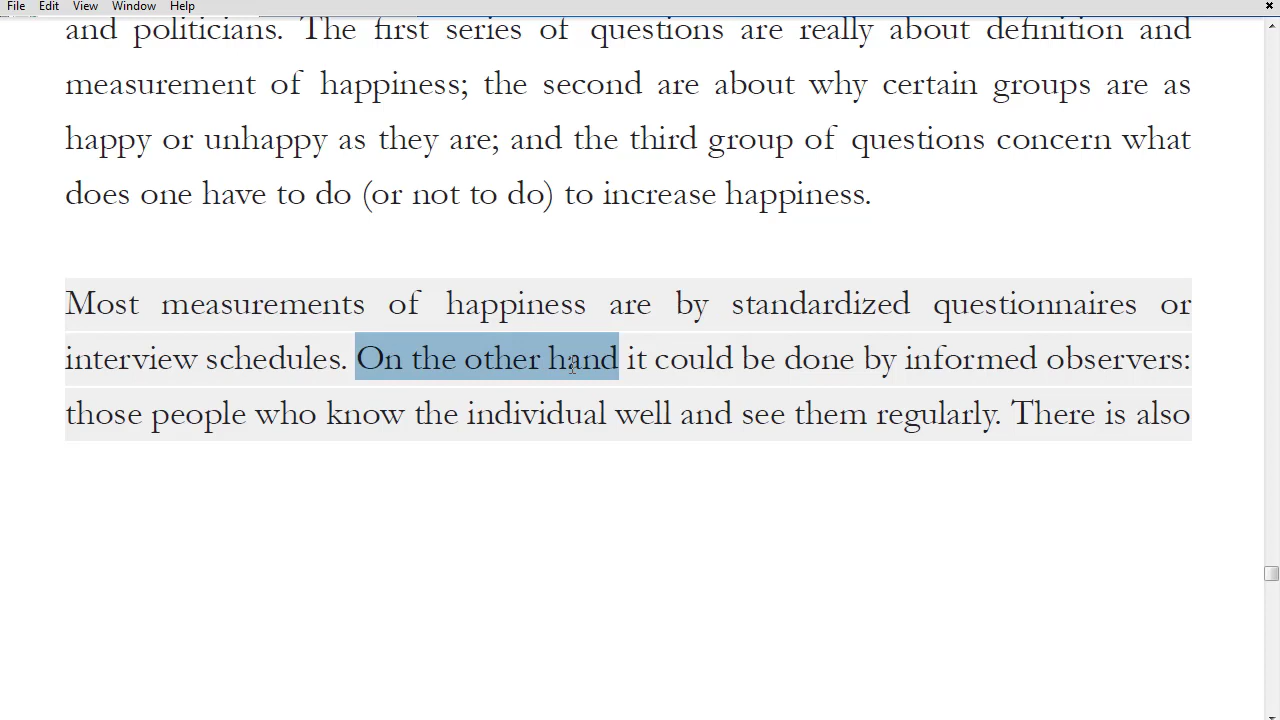 File Edit View Window Help
and politicians. The first series of questions are really about definition and
measurement of happiness; the second are about why certain groups are as
happy or unhappy as they are; and the third group of questions concern what
does one have to do (or not to do) to increase happiness.
Most measurements of happiness are by standardized questionnaires or
interview schedules. On the other hand it could be done by informed observers:
those people who know the individual well and see them regularly. There is also